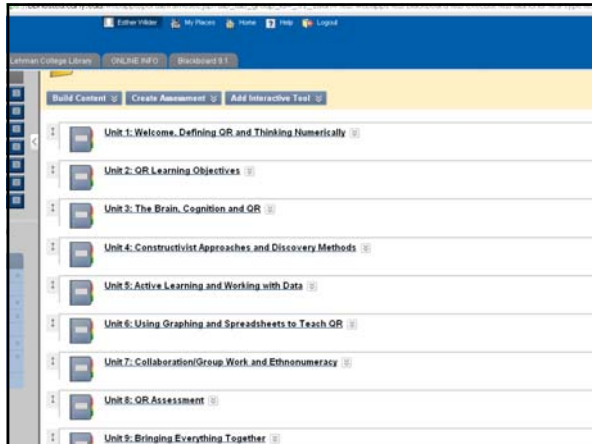 Esther Wilder My Places Home Help Logout
Lehman College Library ONLINE INFO Blackboard 9.1
Build Content Create Assessment Add Interactive Tool
Unit 1: Welcome, Defining QR and Thinking Numerically
Unit 2: QR Learning Objectives
Unit 3: The Brain, Cognition and QR
Unit 4: Constructivist Approaches and Discovery Methods
Unit 5: Active Learning and Working with Data
Unit 6: Using Graphing and Spreadsheets to Teach QR
Unit 7: Collaboration/Group Work and Ethnonumeracy
Unit 8: QR Assessment
Unit 9: Bringing Everything Together